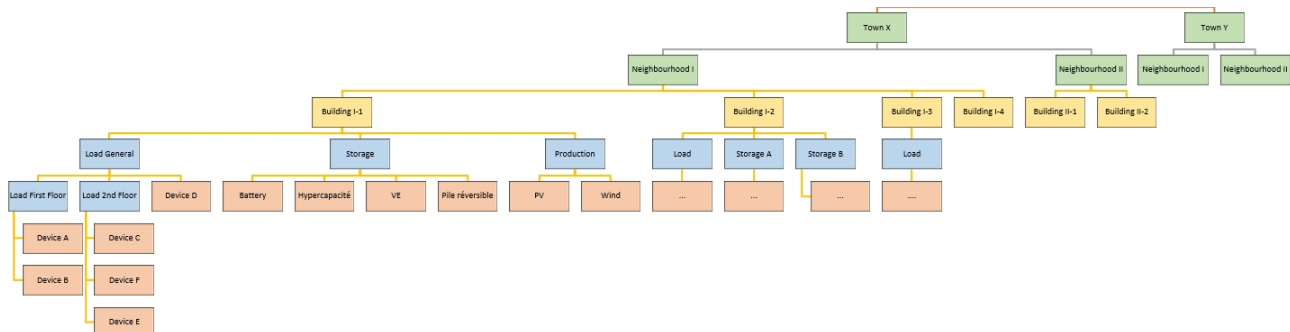 Town X
Town Y
Neighbourhood I
Neighbourhood II
Neighbourhood I
Neighbourhood II
Building I-1
Building I-2
Building I-3
Building I-4
Building II-1
Building II-2
Load General
Storage
Production
Load
Storage A
Storage B
Load
Load First Floor
Load 2nd Floor
Device D
Battery
Hypercapacité
VE
Pile réversible
PV
Wind
...
...
...
....
Device A
Device C
Device B
Device F
Device E